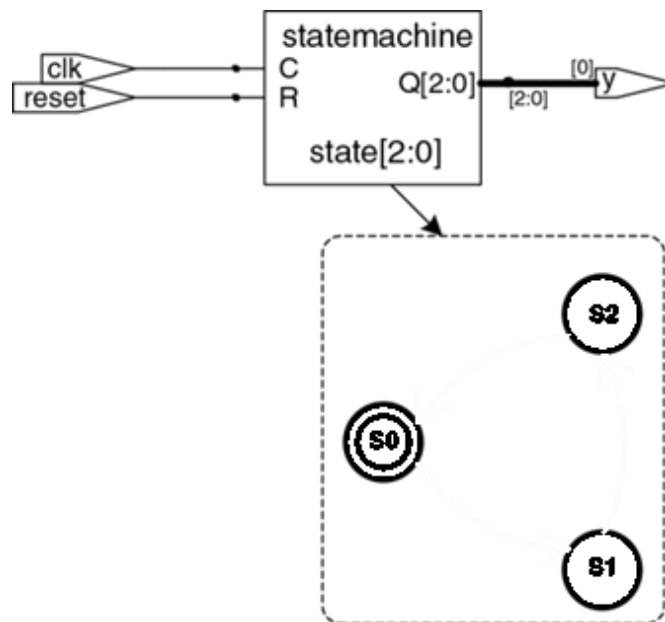 statemachine
clk
C
[0]
Q[2:0]
y
reset
R
[2:0]
state[2:0]
S2
S0
S1